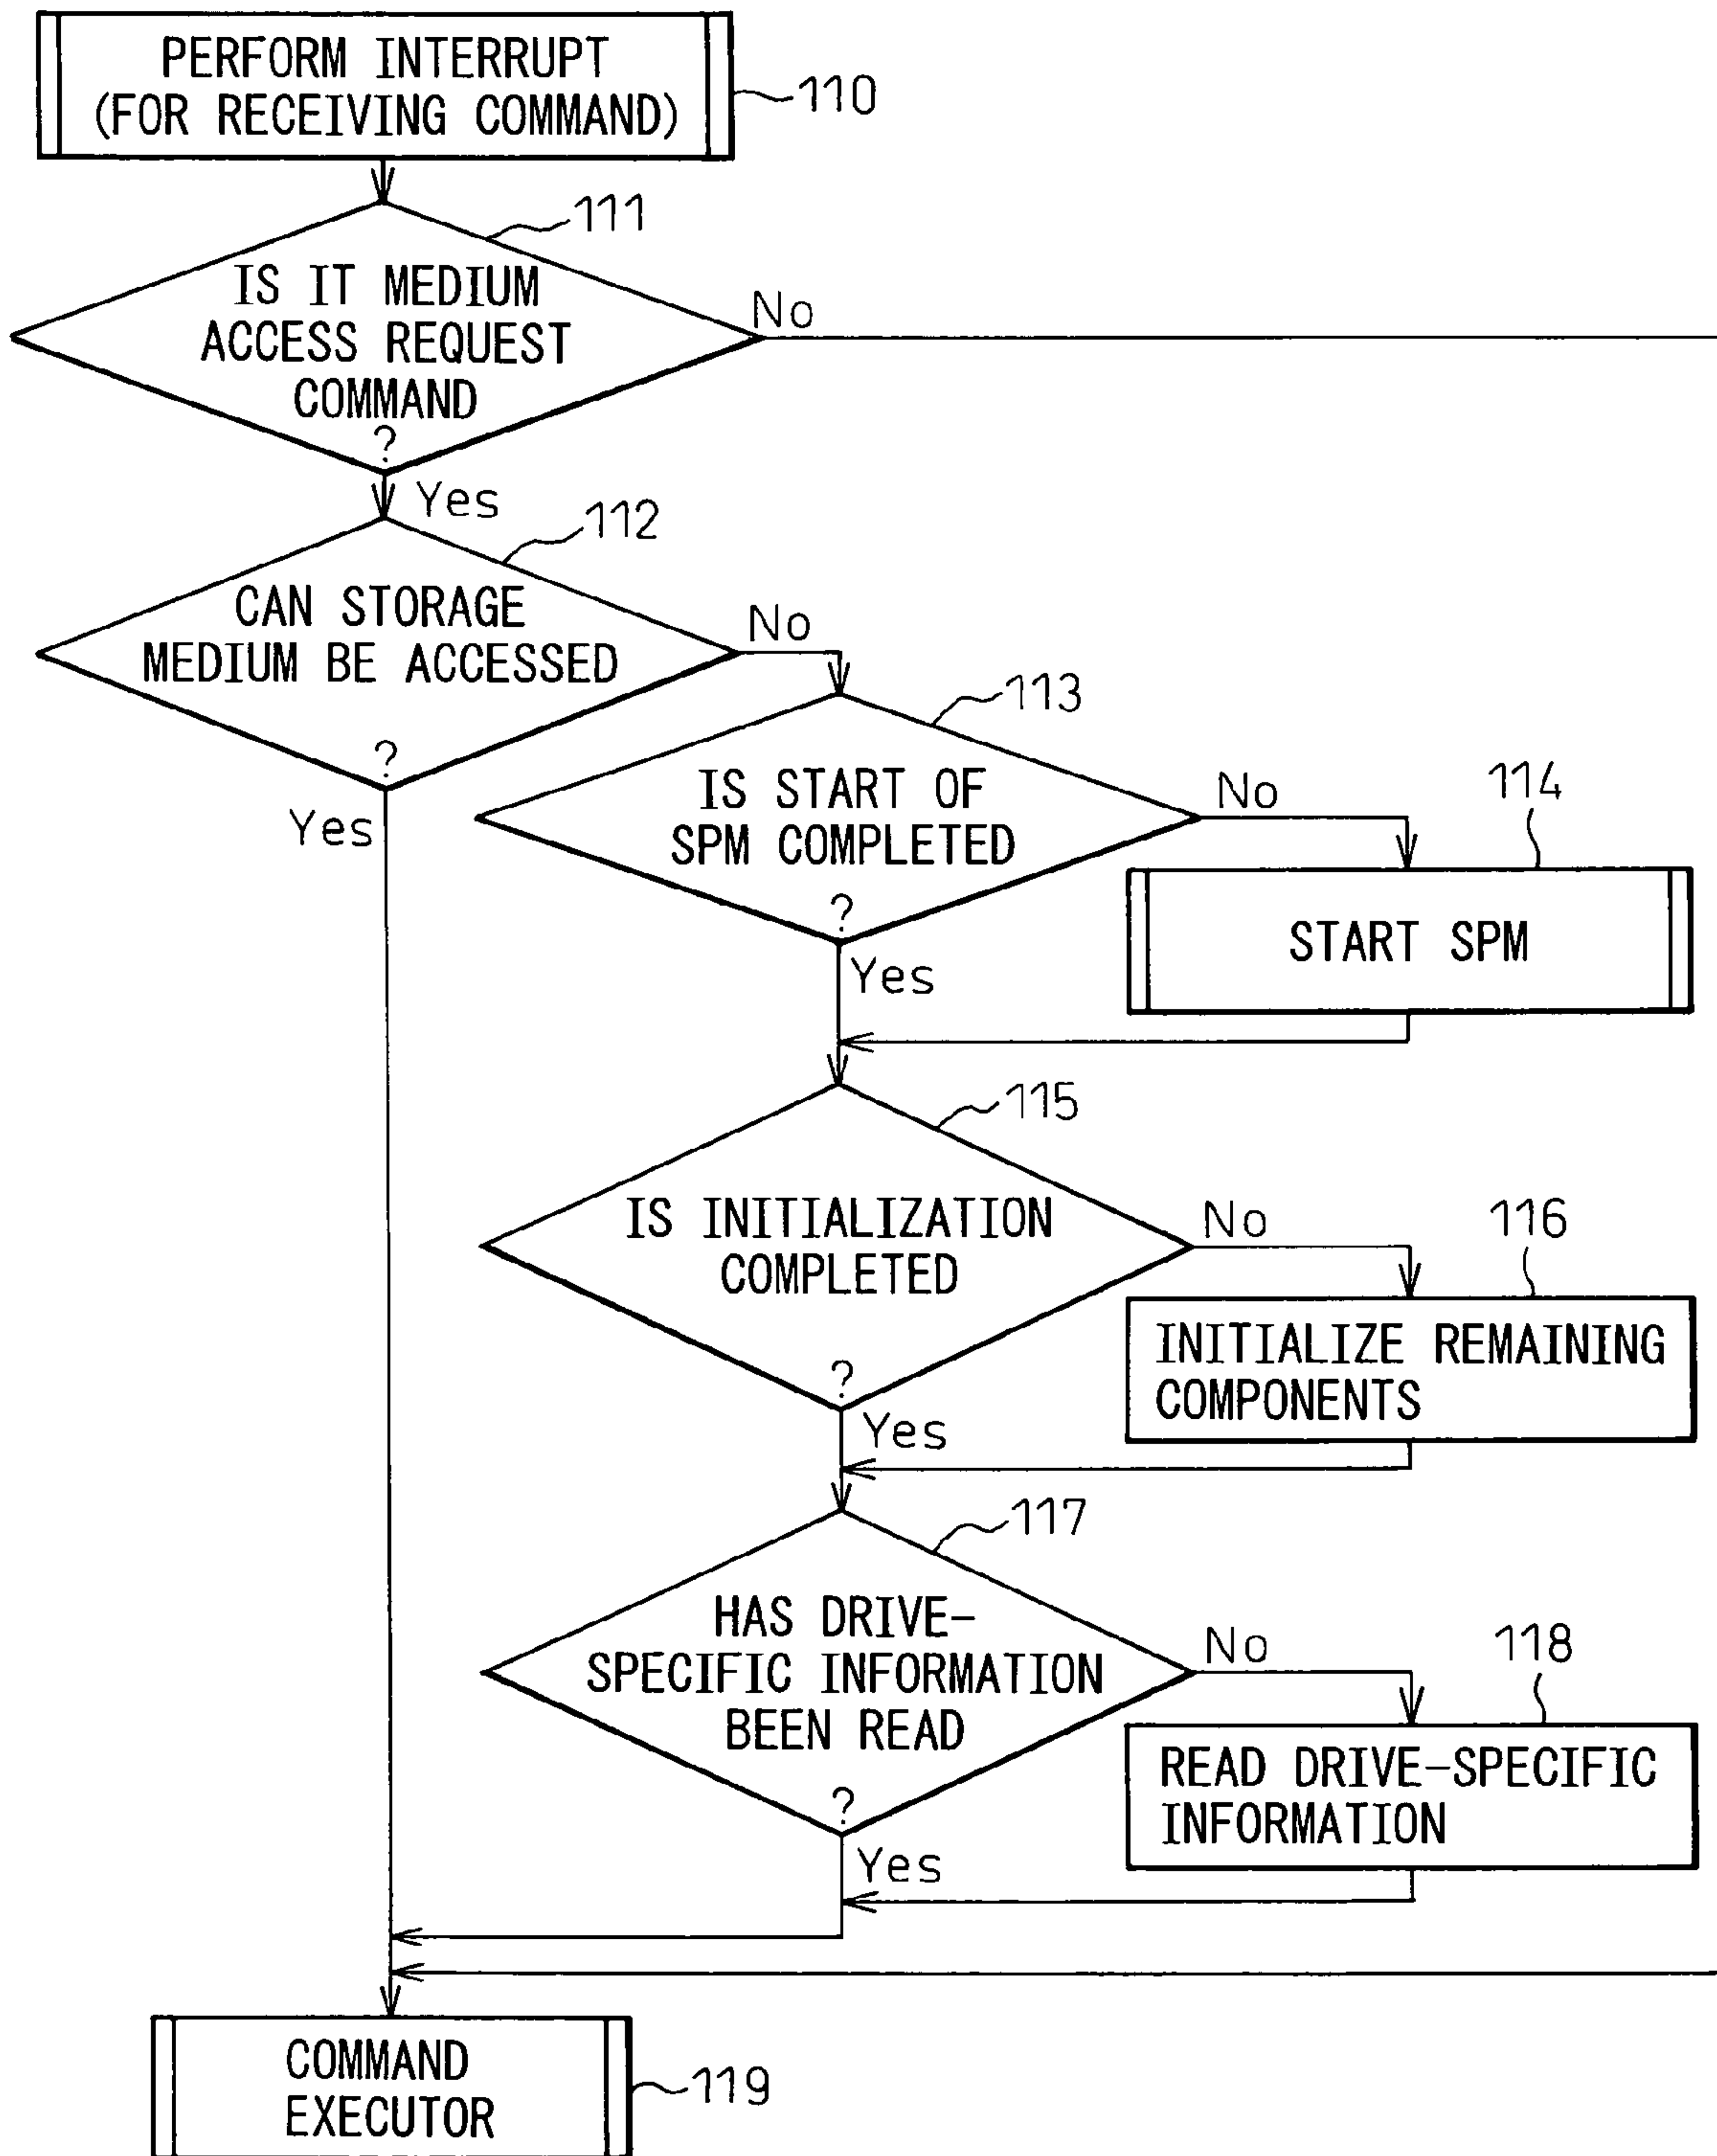 PERFORM INTERRUPT
(FOR RECEIVING COMMAND)
110
111
IS IT MEDIUM
ACCESS REQUEST
COMMAND
?
No
Yes
112
CAN STORAGE
MEDIUM BE ACCESSED
?
No
Yes
113
IS START OF
SPM COMPLETED
?
No
Yes
114
START SPM
115
IS INITIALIZATION
COMPLETED
?
No
Yes
116
INITIALIZE REMAINING
COMPONENTS
117
HAS DRIVE-
SPECIFIC INFORMATION
BEEN READ
?
No
Yes
118
READ DRIVE-SPECIFIC
INFORMATION
COMMAND
EXECUTOR
119